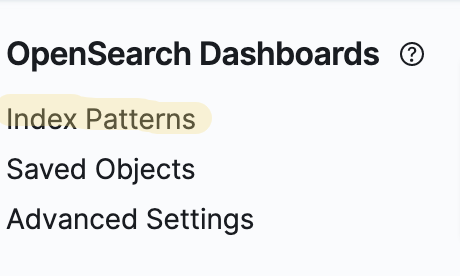 OpenSearch Dashboards
Index Patterns
Saved Objects
Advanced Settings